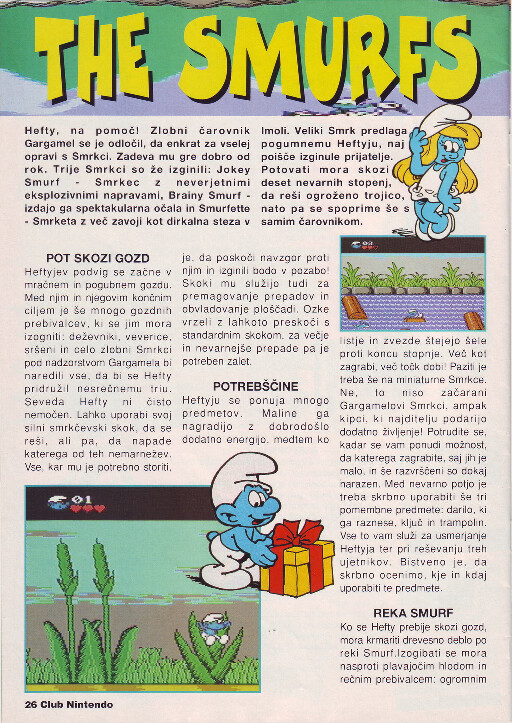 THE SMURFS
Hefty, na pomoč! Zlobni čarovnik
Gargamel se je odločil, da enkrat za vselej
opravi s Smrkci. Zadeva mu gre dobro od
rok. Trije Smrkci so že izginili: Jokey
Smurf - Smrkec z neverjetnimi
eksplozivnimi napravami, Brainy Smurf -
izdajo ga spektakularna očala in Smurfette
- Smrketa z več zavoji kot dirkalna steza v
Imoli. Veliki Smrk predlaga
pogumnemu Heftyju, naj
poišče izginule prijatelje.
Potovati mora skozi
deset nevarnih stopenj,
da reši ogroženo trojico,
nato pa se spoprime še s
samim čarovnikom.
POT SKOZI GOZD
Heftyjev podvig se začne v
mračnem in pogubnem gozdu.
Med njim in njegovim končnim
ciljem je še mnogo gozdnih
prebivalcev, ki se jim mora
izogniti: deževniki, veverice,
sršeni in celo zlobni Smrkci
pod nadzorstvom Gargamela bi
naredili vse, da bi se Hefty
pridružil nesrečnemu triu.
Seveda Hefty ni čisto
nemočen. Lahko uporabi svoj
silni smrkčevski skok, da se
reši, ali pa, da napade
katerega od teh nemarnežev.
Vse, kar mu je potrebno storiti,
je, da poskoči navzgor proti
njim in izginili bodo v pozabo!
Skoki mu služijo tudi za
premagovanje prepadov in
obvladovanje ploščadi. Ozke
vrzeli z lahkoto preskoči s
standardnim skokom, za večje
in nevarnejše prepade pa je
potreben zalet.
POTREBŠČINE
Heftyju se ponuja mnogo
predmetov. Maline ga
nagradijo z dobrodošlo
dodatno energijo, medtem ko
03
listje in zvezde štejejo šele
proti koncu stopnje. Več kot
zagrabi, več točk dobi! Paziti je
treba še na miniaturne Smrkce.
Ne, to niso začarani
Gargamelovi Smrkci, ampak
kipci, ki najditelju podarijo
dodatno življenje! Potrudite se,
kadar se vam ponudi možnost,
da katerega zagrabite, saj jih je
malo, in še razvrščeni so dokaj
narazen. Med nevarno potjo je
treba skrbno uporabiti še tri
pomembne predmete: darilo, ki
ga raznese, ključ in trampolin.
Vse to vam služi za usmerjanje
Heftyja ter pri reševanju treh
ujetnikov. Bistveno je, da
skrbno ocenimo, kje in kdaj
uporabiti te predmete.
REKA SMURF
Ko se Hefty prebije skozi gozd,
mora krmariti drevesno deblo po
reki Smurf.Izogibati se mora
nasproti plavajočim hlodom in
rečnim prebivalcem: ogromnim
01
26 Club Nintendo